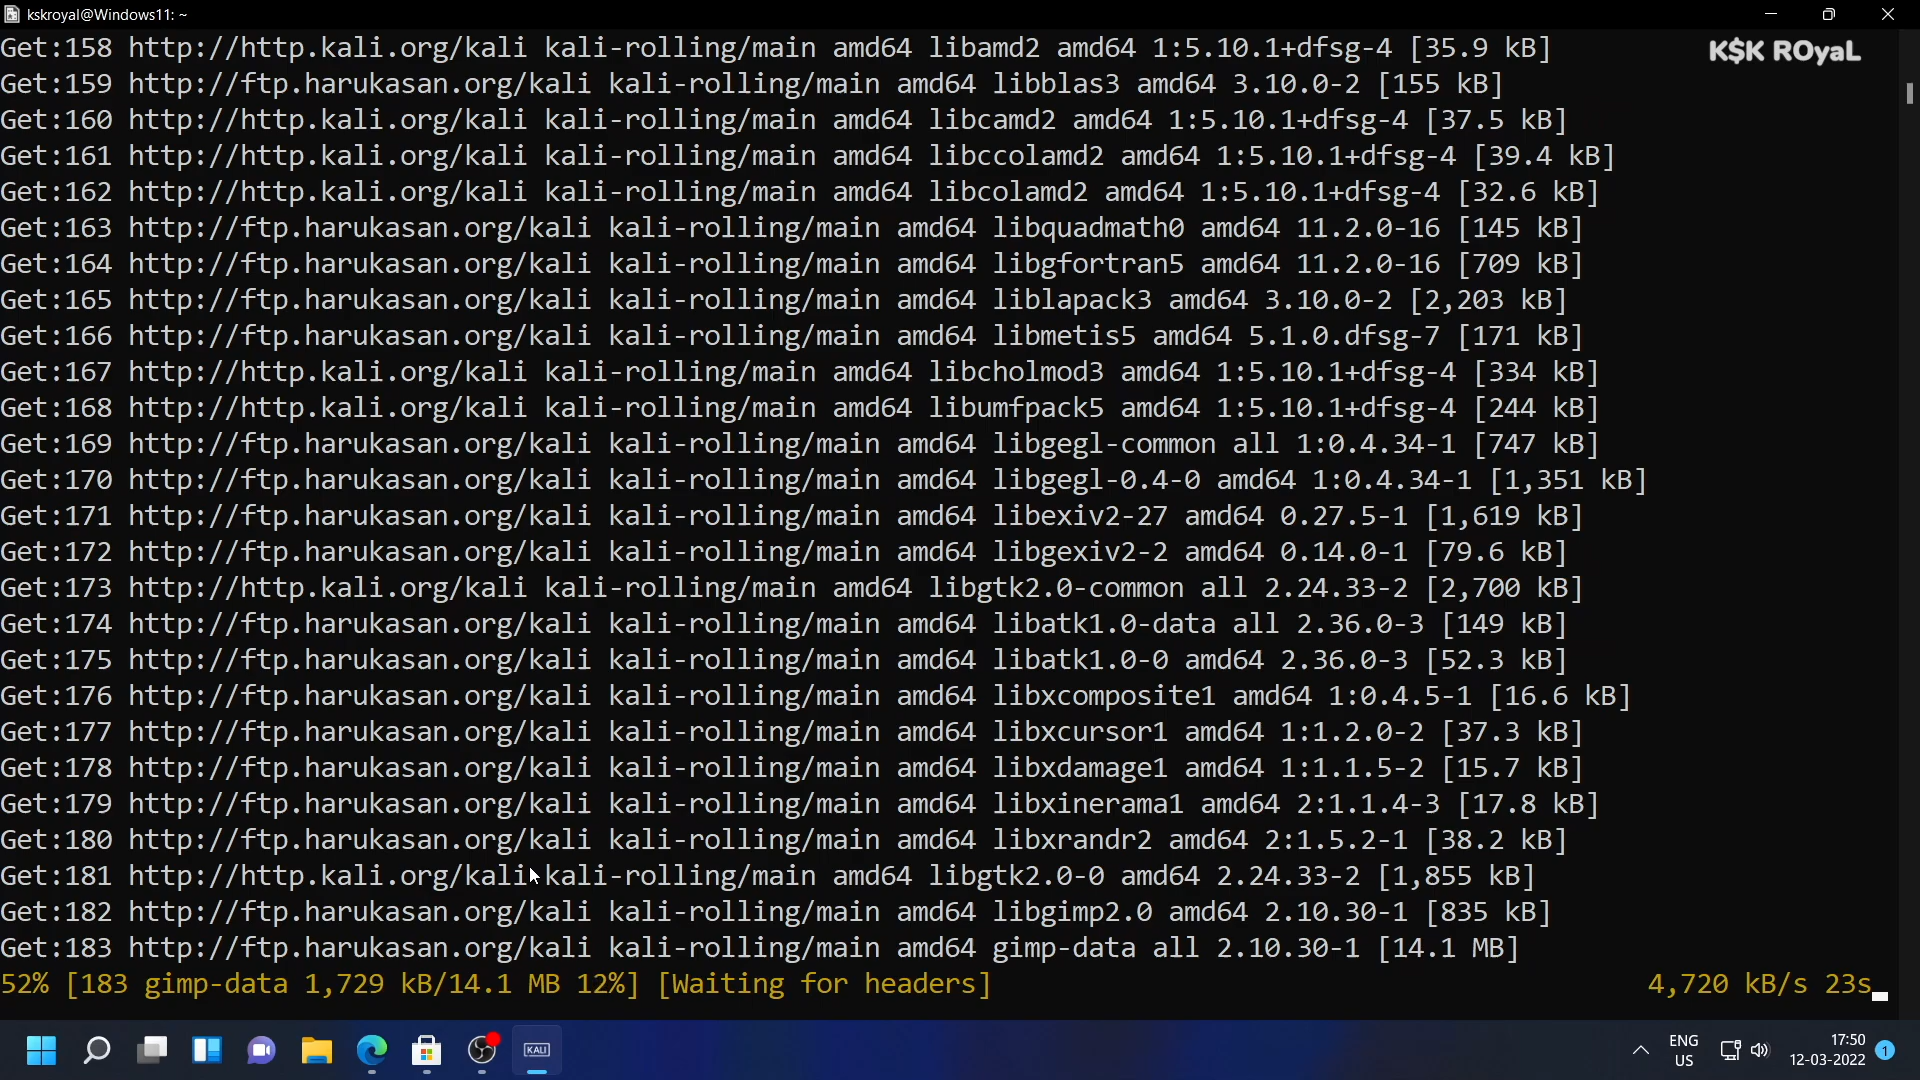 kskroyal@Windows11: ~
K$K ROyaL
Get:158 http://http.kali.org/kali kali-rolling/main amd64 libamd2 amd64 1:5.10.1+dfsg-4 [35.9 kB]
Get:159 http://ftp.harukasan.org/kali kali-rolling/main amd64 libblas3 amd64 3.10.0-2 [155 kB]
Get:160 http://http.kali.org/kali kali-rolling/main amd64 libcamd2 amd64 1:5.10.1+dfsg-4 [37.5 kB]
Get:161 http://http.kali.org/kali kali-rolling/main amd64 libccolamd2 amd64 1:5.10.1+dfsg-4 [39.4 kB]
Get:162 http://http.kali.org/kali kali-rolling/main amd64 libcolamd2 amd64 1:5.10.1+dfsg-4 [32.6 kB]
Get:163 http://ftp.harukasan.org/kali kali-rolling/main amd64 libquadmath0 amd64 11.2.0-16 [145 kB]
Get:164 http://ftp.harukasan.org/kali kali-rolling/main amd64 libgfortran5 amd64 11.2.0-16 [709 kB]
Get:165 http://ftp.harukasan.org/kali kali-rolling/main amd64 liblapack3 amd64 3.10.0-2 [2,203 kB]
Get:166 http://ftp.harukasan.org/kali kali-rolling/main amd64 libmetis5 amd64 5.1.0.dfsg-7 [171 kB]
Get:167 http://http.kali.org/kali kali-rolling/main amd64 libcholmod3 amd64 1:5.10.1+dfsg-4 [334 kB]
Get:168 http://http.kali.org/kali kali-rolling/main amd64 libumfpack5 amd64 1:5.10.1+dfsg-4 [244 kB]
Get:169 http://ftp.harukasan.org/kali kali-rolling/main amd64 libgegl-common all 1:0.4.34-1 [747 kB]
Get:170 http://ftp.harukasan.org/kali kali-rolling/main amd64 libgegl-0.4-0 amd64 1:0.4.34-1 [1,351 kB]
Get:171 http://ftp.harukasan.org/kali kali-rolling/main amd64 libexiv2-27 amd64 0.27.5-1 [1,619 kB]
Get:172 http://ftp.harukasan.org/kali kali-rolling/main amd64 libgexiv2-2 amd64 0.14.0-1 [79.6 kB]
Get:173 http://http.kali.org/kali kali-rolling/main amd64 libgtk2.0-common all 2.24.33-2 [2,700 kB]
Get:174 http://ftp.harukasan.org/kali kali-rolling/main amd64 libatk1.0-data all 2.36.0-3 [149 kB]
Get:175 http://ftp.harukasan.org/kali kali-rolling/main amd64 libatk1.0-0 amd64 2.36.0-3 [52.3 kB]
Get:176 http://ftp.harukasan.org/kali kali-rolling/main amd64 libxcomposite1 amd64 1:0.4.5-1 [16.6 kB]
Get:177 http://ftp.harukasan.org/kali kali-rolling/main amd64 libxcursor1 amd64 1:1.2.0-2 [37.3 kB]
Get:178 http://ftp.harukasan.org/kali kali-rolling/main amd64 libxdamage1 amd64 1:1.1.5-2 [15.7 kB]
Get:179 http://ftp.harukasan.org/kali kali-rolling/main amd64 libxinerama1 amd64 2:1.1.4-3 [17.8 kB]
Get:180 http://ftp.harukasan.org/kali kali-rolling/main amd64 libxrandr2 amd64 2:1.5.2-1 [38.2 kB]
Get:181 http://http.kali.org/kali kali-rolling/main amd64 libgtk2.0-0 amd64 2.24.33-2 [1,855 kB]
Get:182 http://ftp.harukasan.org/kali kali-rolling/main amd64 libgimp2.0 amd64 2.10.30-1 [835 kB]
Get:183 http://ftp.harukasan.org/kali kali-rolling/main amd64 gimp-data all 2.10.30-1 [14.1 MB]
52% [183 gimp-data 1,729 kB/14.1 MB 12%] [Waiting for headers] 4,720 kB/s 23s
KALI
ENG
US
17:50
12-03-2022
1